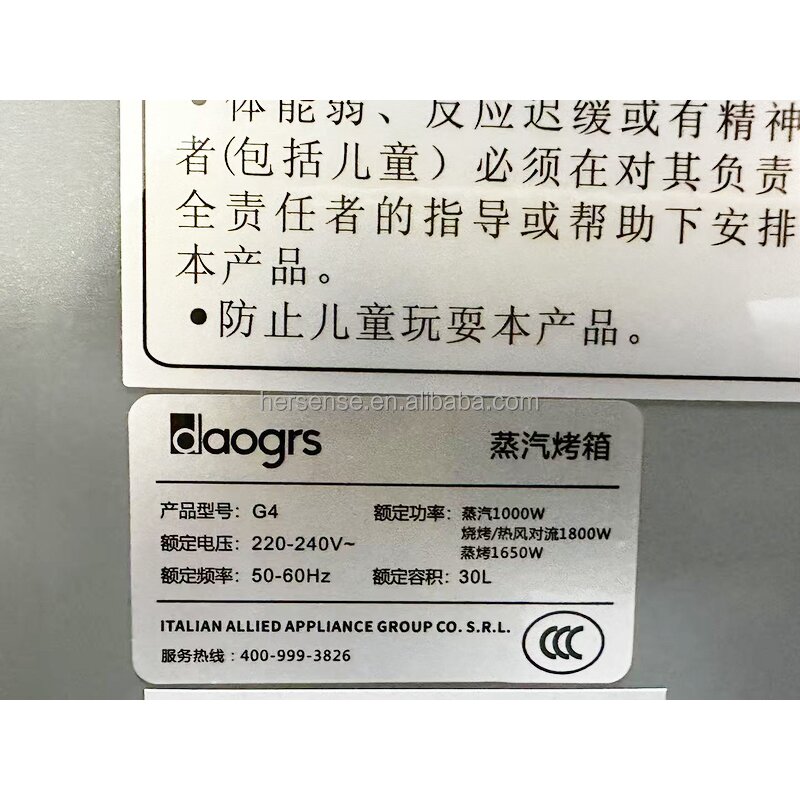 体能弱、反应迟缓或有精神
者(包括儿童)必须在对其负责
全责任者的指导或帮助下安排
本产品。
•防止儿童玩耍本产品。
hersense.en.alibaba.com
daogrs 蒸汽烤箱
产品型号: G4 额定功率: 蒸汽1000W
烧烤/热风对流1800W
额定电压: 220-240V~
蒸烤1650W
额定频率: 50-60Hz 额定容积: 30L
ITALIAN ALLIED APPLIANCE GROUP CO. S.R.L.
服务热线: 400-999-3826
CCC